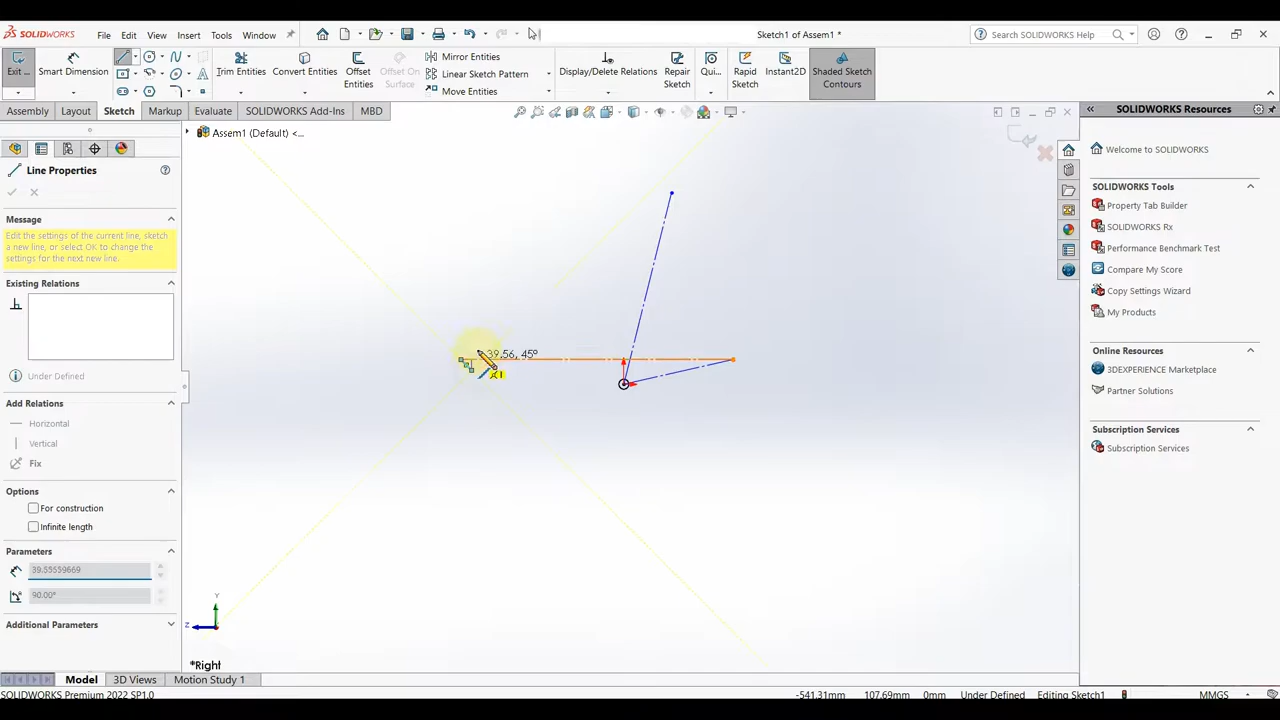 SOLIDWORKS
File Edit View Insert Tools Window
Sketch1 of Assem1 *
Search SOLIDWORKS Help
Exit ...
Smart Dimension
Trim Entities
Convert Entities
Offset Entities
Offset On Surface
Mirror Entities
Linear Sketch Pattern
Move Entities
Display/Delete Relations
Repair Sketch
Qui...
Rapid Sketch
Instant2D
Shaded Sketch Contours
Assembly Layout Sketch Markup Evaluate SOLIDWORKS Add-Ins MBD
SOLIDWORKS Resources
Assem1 (Default) <...
Line Properties
Message
Edit the settings of the current line, sketch
a new line, or select OK to change the
settings for the next new line.
Existing Relations
Under Defined
Add Relations
Horizontal
Vertical
Fix
Options
For construction
Infinite length
Parameters
39.55559669
90.00°
Additional Parameters
39.56, 45°
Y
Z
*Right
Welcome to SOLIDWORKS
SOLIDWORKS Tools
Property Tab Builder
SOLIDWORKS Rx
Performance Benchmark Test
Compare My Score
Copy Settings Wizard
My Products
Online Resources
3DEXPERIENCE Marketplace
Partner Solutions
Subscription Services
Subscription Services
Model 3D Views Motion Study 1
SOLIDWORKS Premium 2022 SP1.0
-541.31mm 107.69mm 0mm Under Defined Editing Sketch1 MMGS